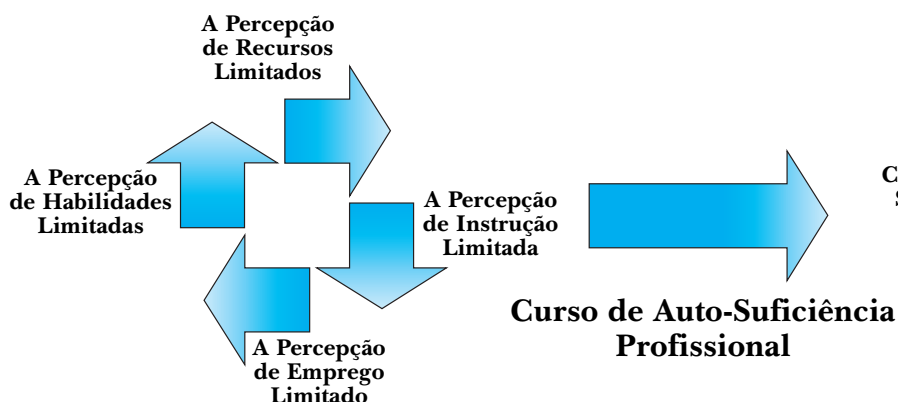 A Percepção
de Recursos
Limitados
A Percepção
de Habilidades
Limitadas
A Percepção
de Instrução
Limitada
A Percepção
de Emprego
Limitado
Curso de Auto-Suficiência
Profissional
C
S